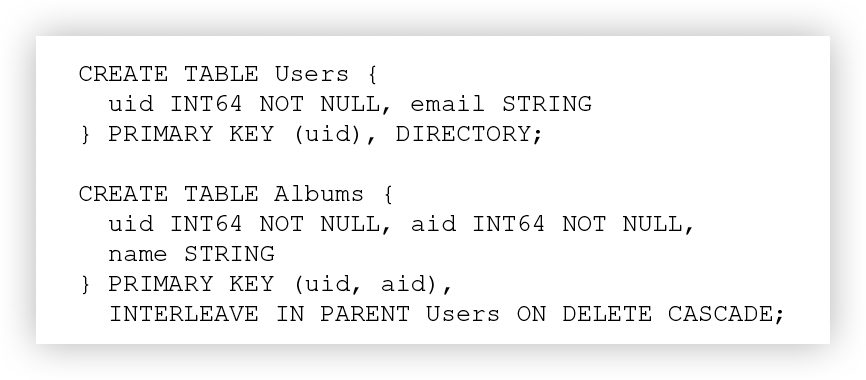 CREATE TABLE Users {
  uid INT64 NOT NULL, email STRING
} PRIMARY KEY (uid), DIRECTORY;

CREATE TABLE Albums {
  uid INT64 NOT NULL, aid INT64 NOT NULL,
  name STRING
} PRIMARY KEY (uid, aid),
  INTERLEAVE IN PARENT Users ON DELETE CASCADE;